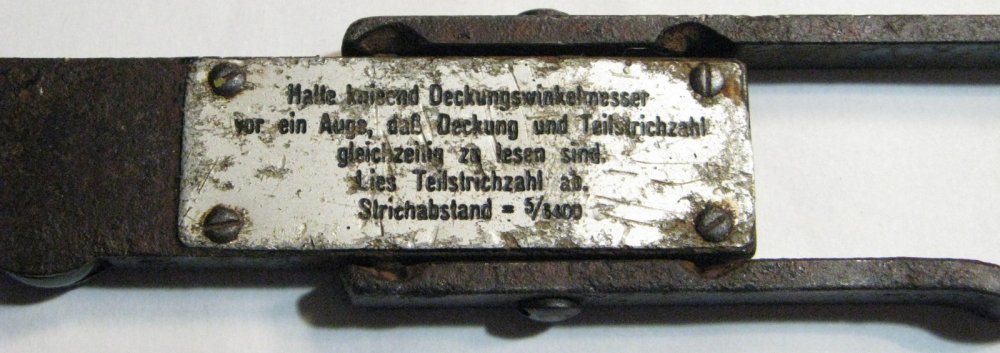 Halte kniend Deckungswinkelmesser
vor ein Auge, daß Deckung und Teilstrichzahl
gleichzeitig zu lesen sind.
Lies Teilstrichzahl ab.
Strichabstand = 5/6400